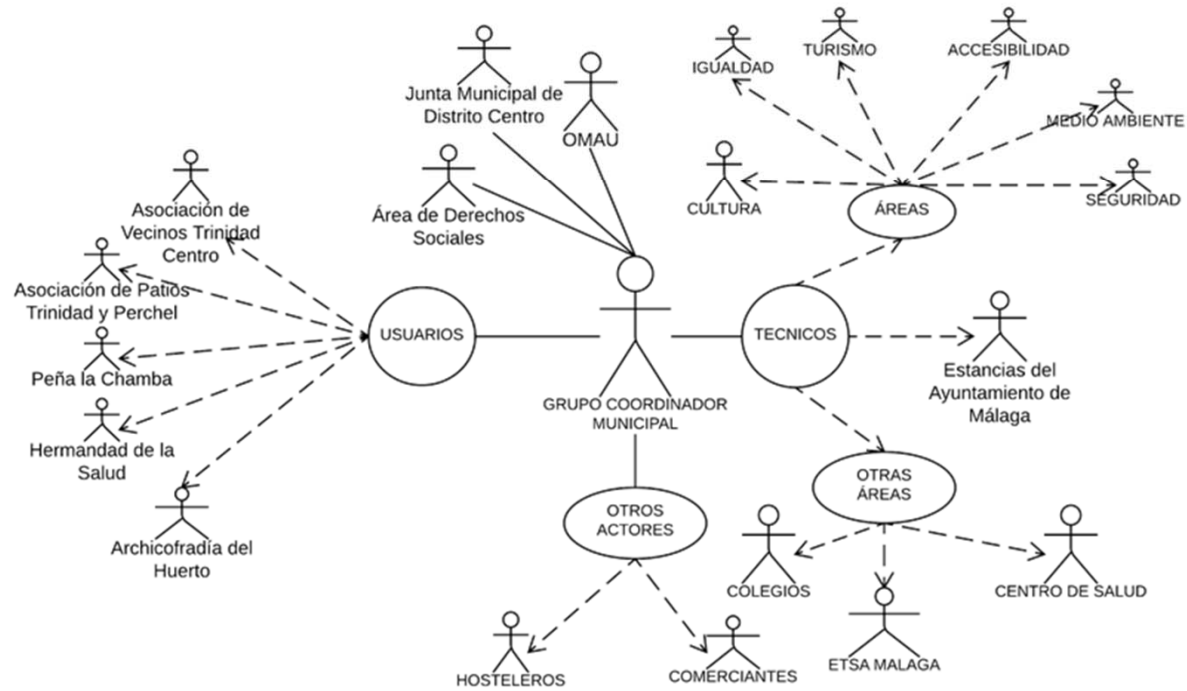 TURISMO
ACCESIBILIDAD
IGUALDAD
Junta Municipal de
Distrito Centro
OMAU
MEDIO AMBIENTE
CULTURA
SEGURIDAD
ÁREAS
Área de Derechos
Sociales
Asociación de
Vecinos Trinidad
Centro
Asociación de Patios
Trinidad y Perchel
Peña la Chamba
Hermandad de la
Salud
Archicofradía del
Huerto
USUARIOS
GRUPO COORDINADOR
MUNICIPAL
TECNICOS
Estancias del
Ayuntamiento de
Málaga
OTRAS
ÁREAS
OTROS
ACTORES
COLEGIOS
ETSA MALAGA
CENTRO DE SALUD
HOSTELEROS
COMERCIANTES